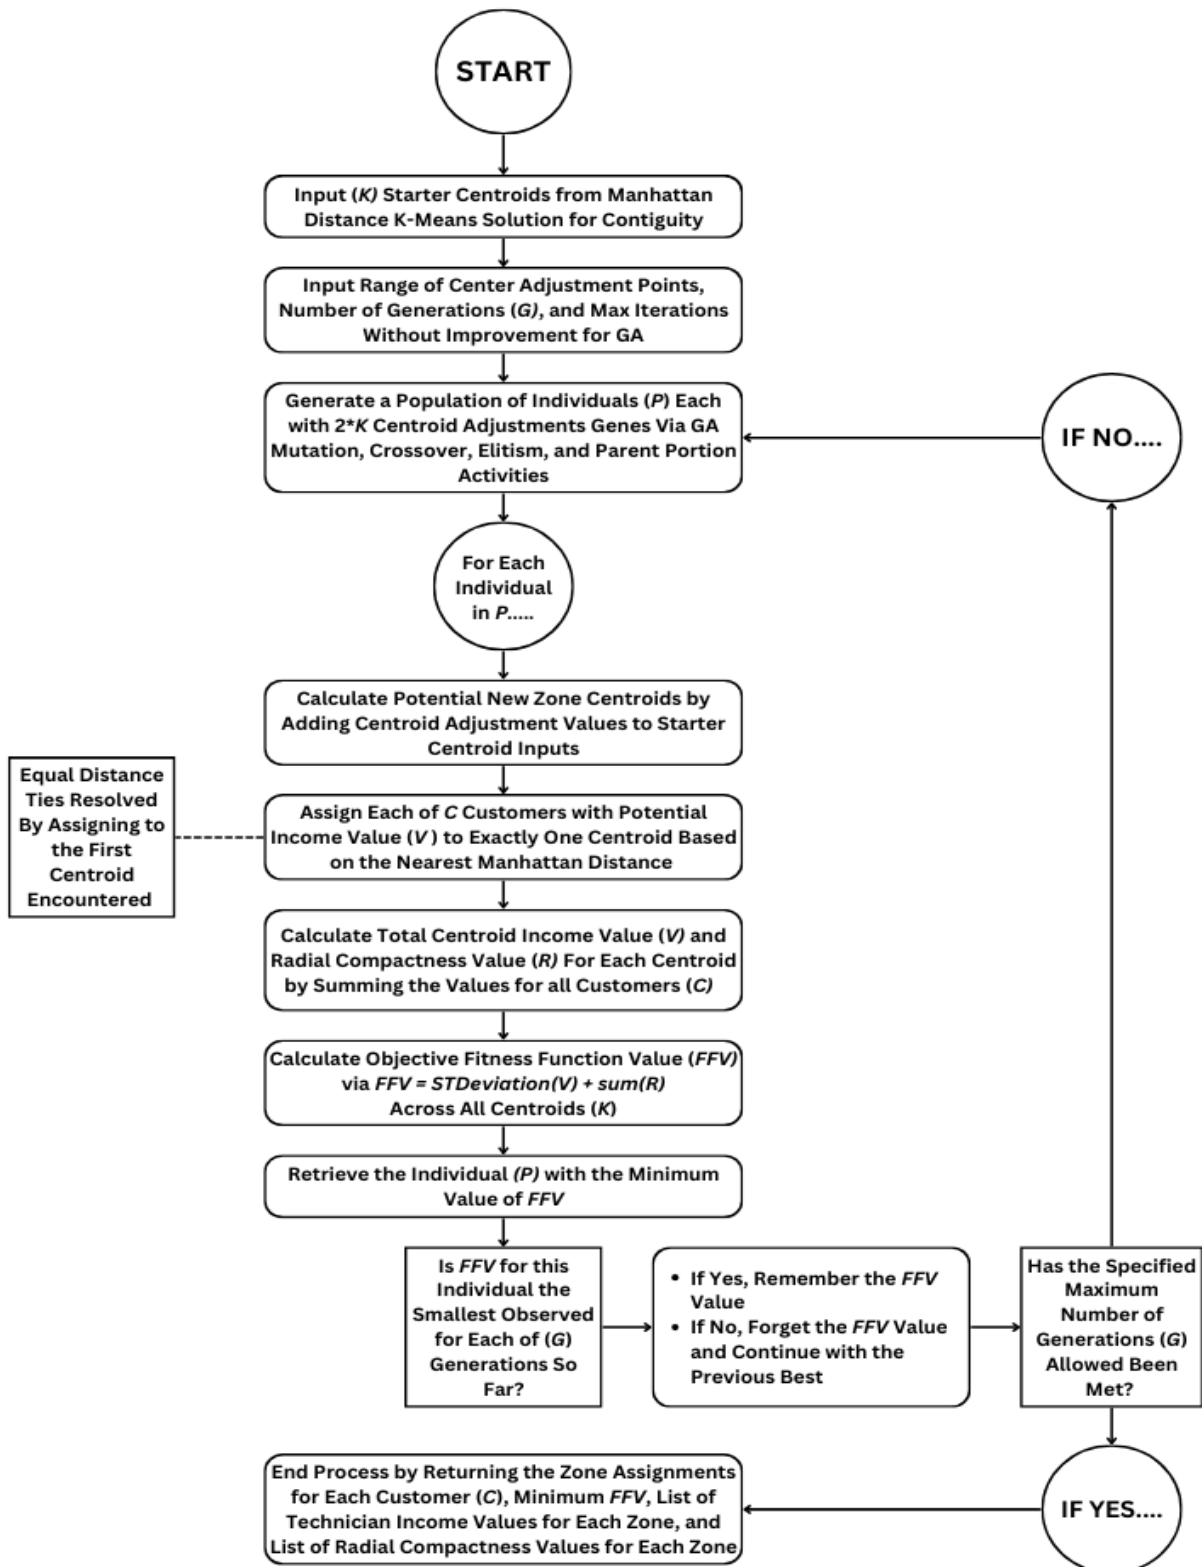 START
Input (K) Starter Centroids from Manhattan
Distance K-Means Solution for Contiguity
Input Range of Center Adjustment Points,
Number of Generations (G), and Max Iterations
Without Improvement for GA
Generate a Population of Individuals (P) Each
with 2*K Centroid Adjustments Genes Via GA
Mutation, Crossover, Elitism, and Parent Portion
Activities
IF NO....
For Each
Individual
in P.....
Calculate Potential New Zone Centroids by
Adding Centroid Adjustment Values to Starter
Centroid Inputs
Equal Distance
Ties Resolved
By Assigning to
the First
Centroid
Encountered
Assign Each of C Customers with Potential
Income Value (V ) to Exactly One Centroid Based
on the Nearest Manhattan Distance
Calculate Total Centroid Income Value (V) and
Radial Compactness Value (R) For Each Centroid
by Summing the Values for all Customers (C)
Calculate Objective Fitness Function Value (FFV)
via FFV = STDeviation(V) + sum(R)
Across All Centroids (K)
Retrieve the Individual (P) with the Minimum
Value of FFV
Is FFV for this
Individual the
Smallest Observed
for Each of (G)
Generations So
Far?
• If Yes, Remember the FFV
Value
• If No, Forget the FFV Value
and Continue with the
Previous Best
Has the Specified
Maximum
Number of
Generations (G)
Allowed Been
Met?
IF YES....
End Process by Returning the Zone Assignments
for Each Customer (C), Minimum FFV, List of
Technician Income Values for Each Zone, and
List of Radial Compactness Values for Each Zone